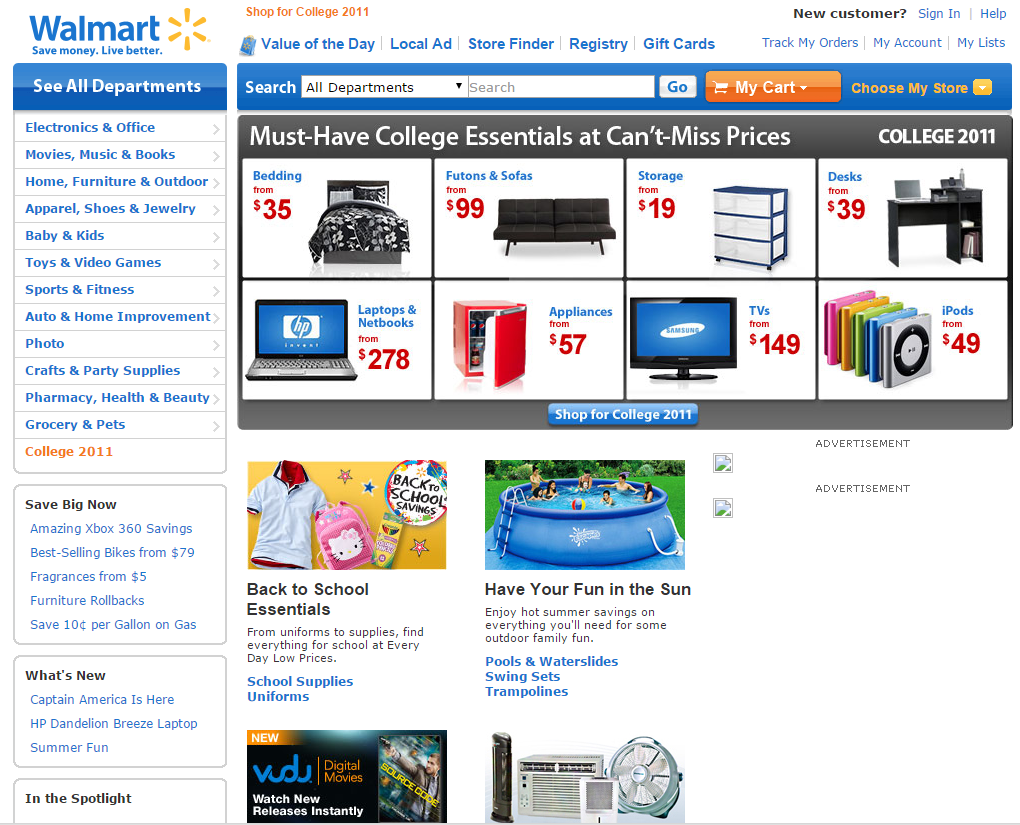 Walmart
Save money. Live better.
Shop for College 2011
New customer? Sign In | Help
Value of the Day
Local Ad
Store Finder
Registry
Gift Cards
Track My Orders
My Account
My Lists
See All Departments
Search
All Departments
Search
Go
My Cart
Choose My Store
Electronics & Office
Movies, Music & Books
Home, Furniture & Outdoor
Apparel, Shoes & Jewelry
Baby & Kids
Toys & Video Games
Sports & Fitness
Auto & Home Improvement
Photo
Crafts & Party Supplies
Pharmacy, Health & Beauty
Grocery & Pets
College 2011
Must-Have College Essentials at Can't-Miss Prices
COLLEGE 2011
Bedding
from
$35
Futons & Sofas
from
$99
Storage
from
$19
Desks
from
$39
hp
invent
Laptops &
Netbooks
from
$278
Appliances
from
$57
SAMSUNG
TVs
from
$149
iPods
from
$49
Shop for College 2011
Save Big Now
Amazing Xbox 360 Savings
Best-Selling Bikes from $79
Fragrances from $5
Furniture Rollbacks
Save 10¢ per Gallon on Gas
What's New
Captain America Is Here
HP Dandelion Breeze Laptop
Summer Fun
In the Spotlight
BACK to
SCHOOL
SAVINGS
Back to School
Essentials
From uniforms to supplies, find
everything for school at Every
Day Low Prices.
School Supplies
Uniforms
Have Your Fun in the Sun
Enjoy hot summer savings on
everything you'll need for some
outdoor family fun.
Pools & Waterslides
Swing Sets
Trampolines
ADVERTISEMENT
ADVERTISEMENT
NEW
vudu
Digital
Movies
Watch New
Releases Instantly
SOURCE CODE